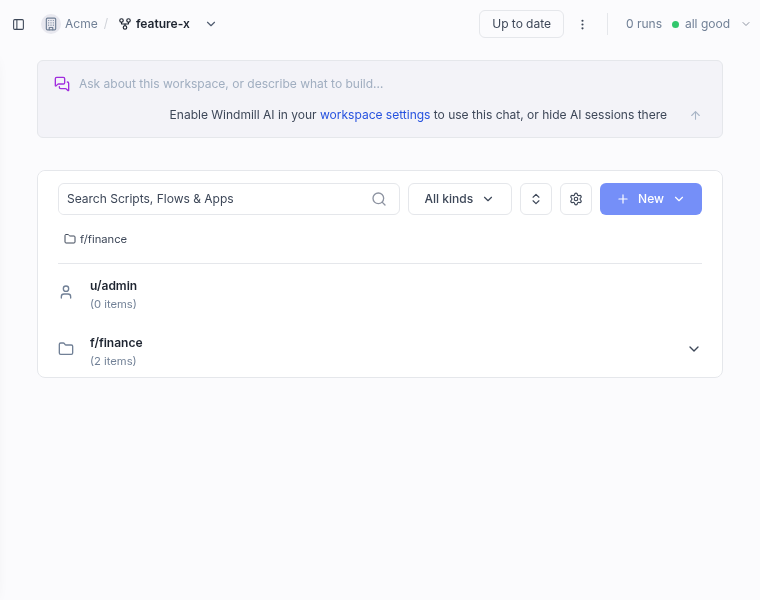 Acme / feature-x
Up to date
0 runs
all good
Ask about this workspace, or describe what to build...
Enable Windmill AI in your workspace settings to use this chat, or hide AI sessions there
Search Scripts, Flows & Apps
All kinds
New
f/finance
u/admin
(0 items)
f/finance
(2 items)